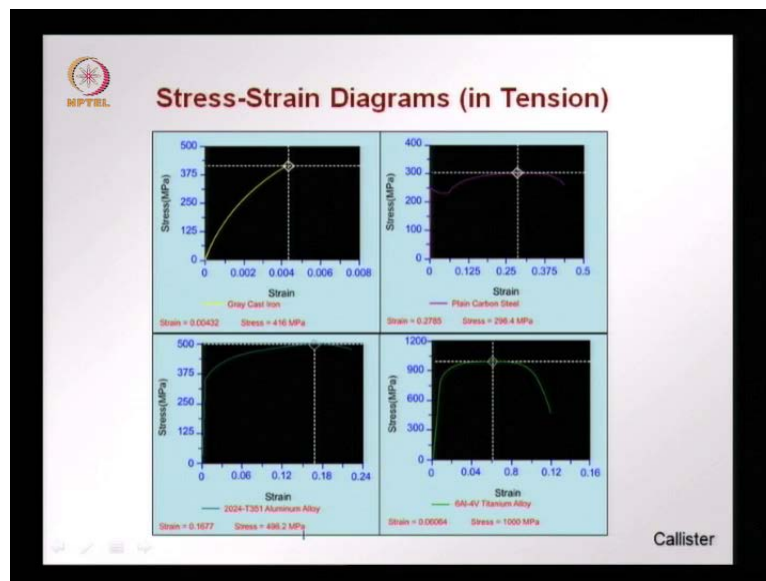 NPTEL
Stress-Strain Diagrams (in Tension)
500
375
250
125
0
Stress(MPa)
0 0.002 0.004 0.006 0.008
Strain
Gray Cast Iron
Strain = 0.00432 Stress = 416 MPa
400
300
200
100
0
Stress(MPa)
0 0.125 0.25 0.375 0.5
Strain
Plain Carbon Steel
Strain = 0.2785 Stress = 298.4 MPa
500
375
250
125
0
Stress(MPa)
0 0.06 0.12 0.18 0.24
Strain
2024-T351 Aluminum Alloy
Strain = 0.1677 Stress = 498.2 MPa
1200
900
600
300
0
Stress(MPa)
0 0.04 0.8 0.12 0.16
Strain
6Al-4V Titanium Alloy
Strain = 0.06064 Stress = 1000 MPa
Callister